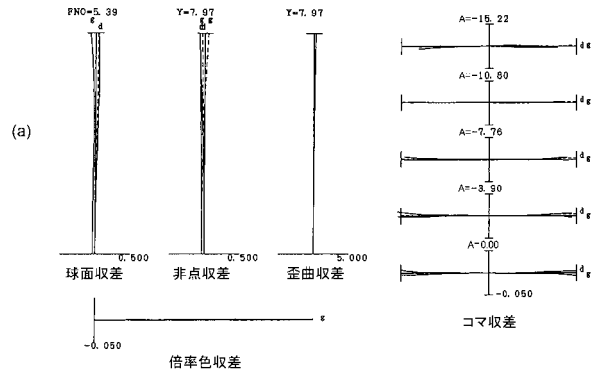 (a)
FNO=5.39
g
d
0.500
球面収差
Y=7.97
g g
d
0.500
非点収差
Y=7.97
5.000
歪曲収差
g
-0.050
倍率色収差
A=-15.22
d g
A=-10.80
d g
A=-7.76
d g
A=-3.90
d g
A=0.00
d g
-0.050
コマ収差